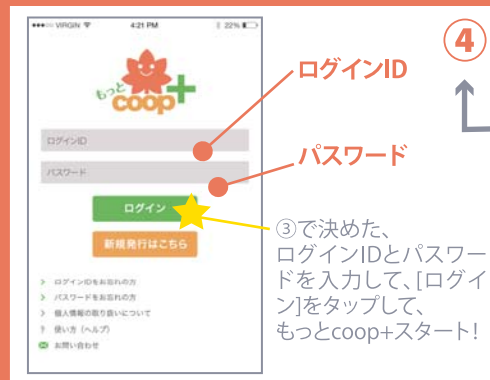 VIRGIN
4:21 PM
22%
もっと
coop+
ログインID
パスワード
ログイン
新規発行はこちら
> ログインIDをお忘れの方
> パスワードをお忘れの方
> 個人情報の取り扱いについて
? 使い方（ヘルプ）
お問い合わせ
ログインID
パスワード
④
③で決めた、
ログインIDとパスワー
ドを入力して、[ログイ
ン]をタップして、
もっとcoop+スタート!